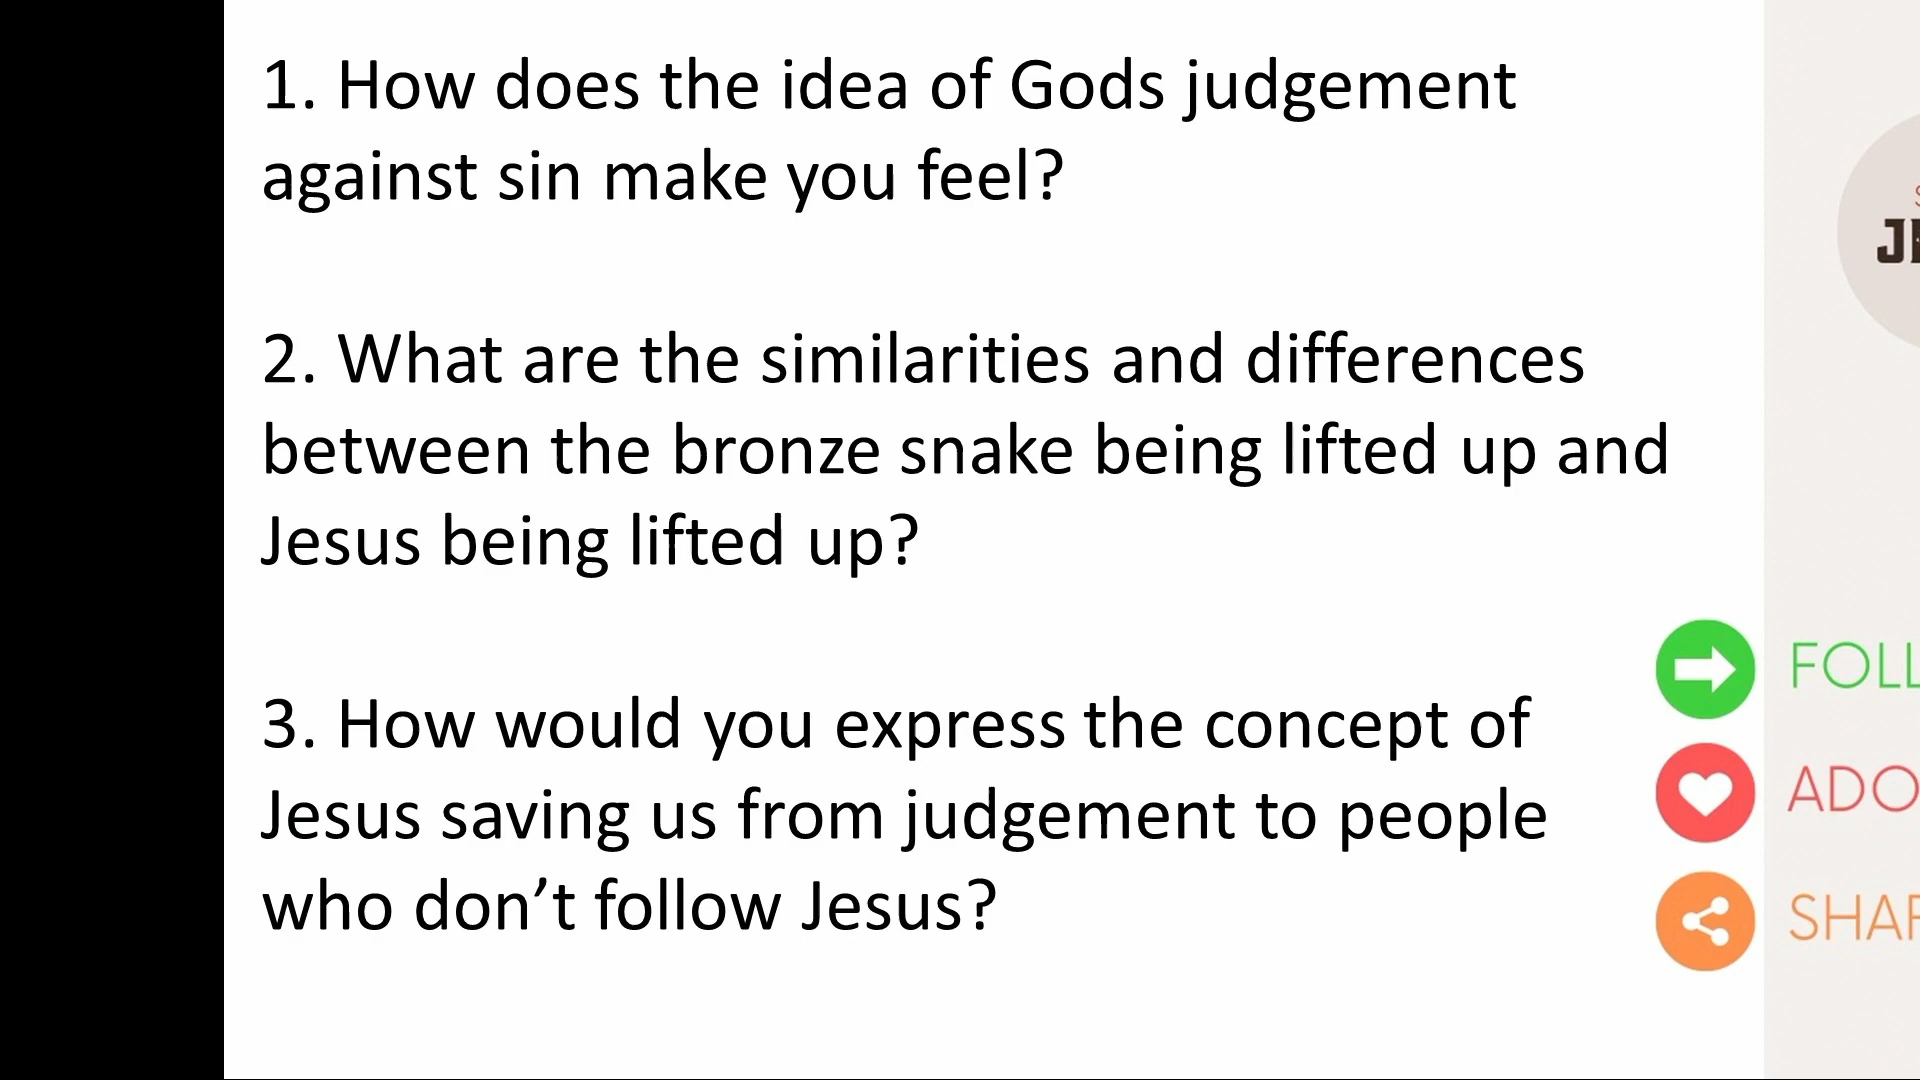 1. How does the idea of Gods judgement
against sin make you feel?
2. What are the similarities and differences
between the bronze snake being lifted up and
Jesus being lifted up?
3. How would you express the concept of
Jesus saving us from judgement to people
who don’t follow Jesus?